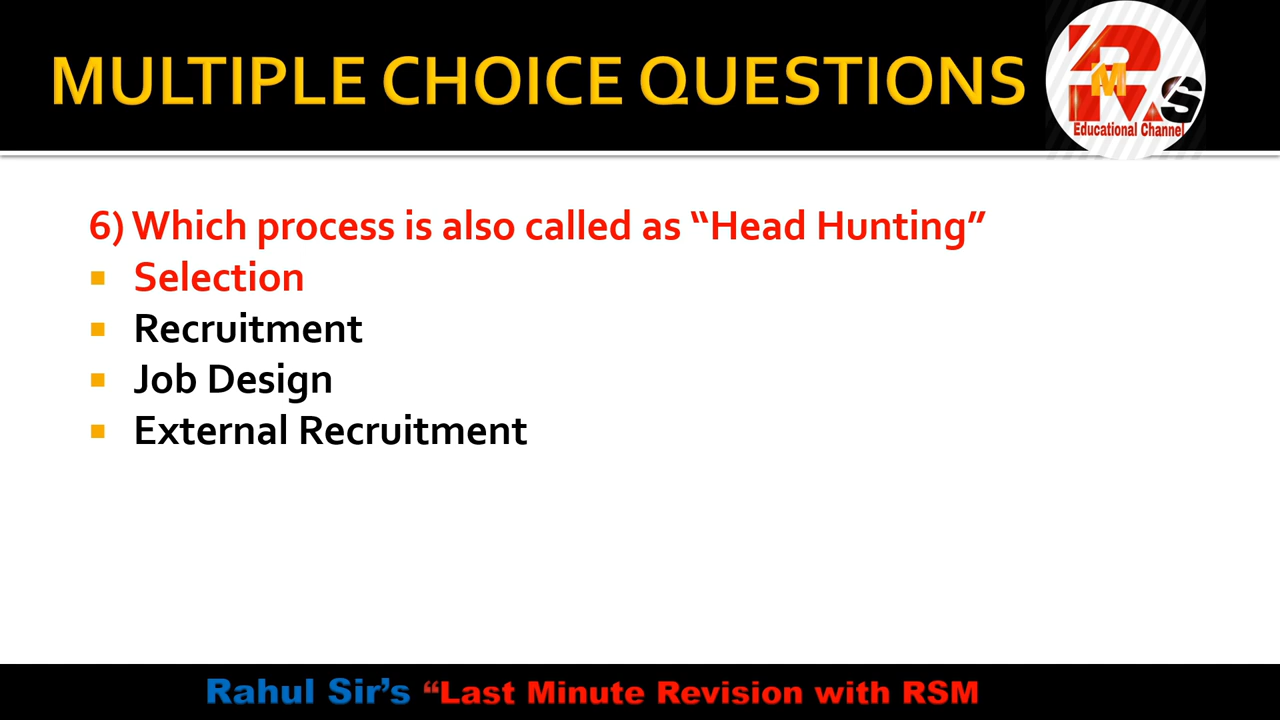 MULTIPLE CHOICE QUESTIONS
RMS
Educational Channel
6) Which process is also called as “Head Hunting”
Selection
Recruitment
Job Design
External Recruitment
Rahul Sir’s “Last Minute Revision with RSM